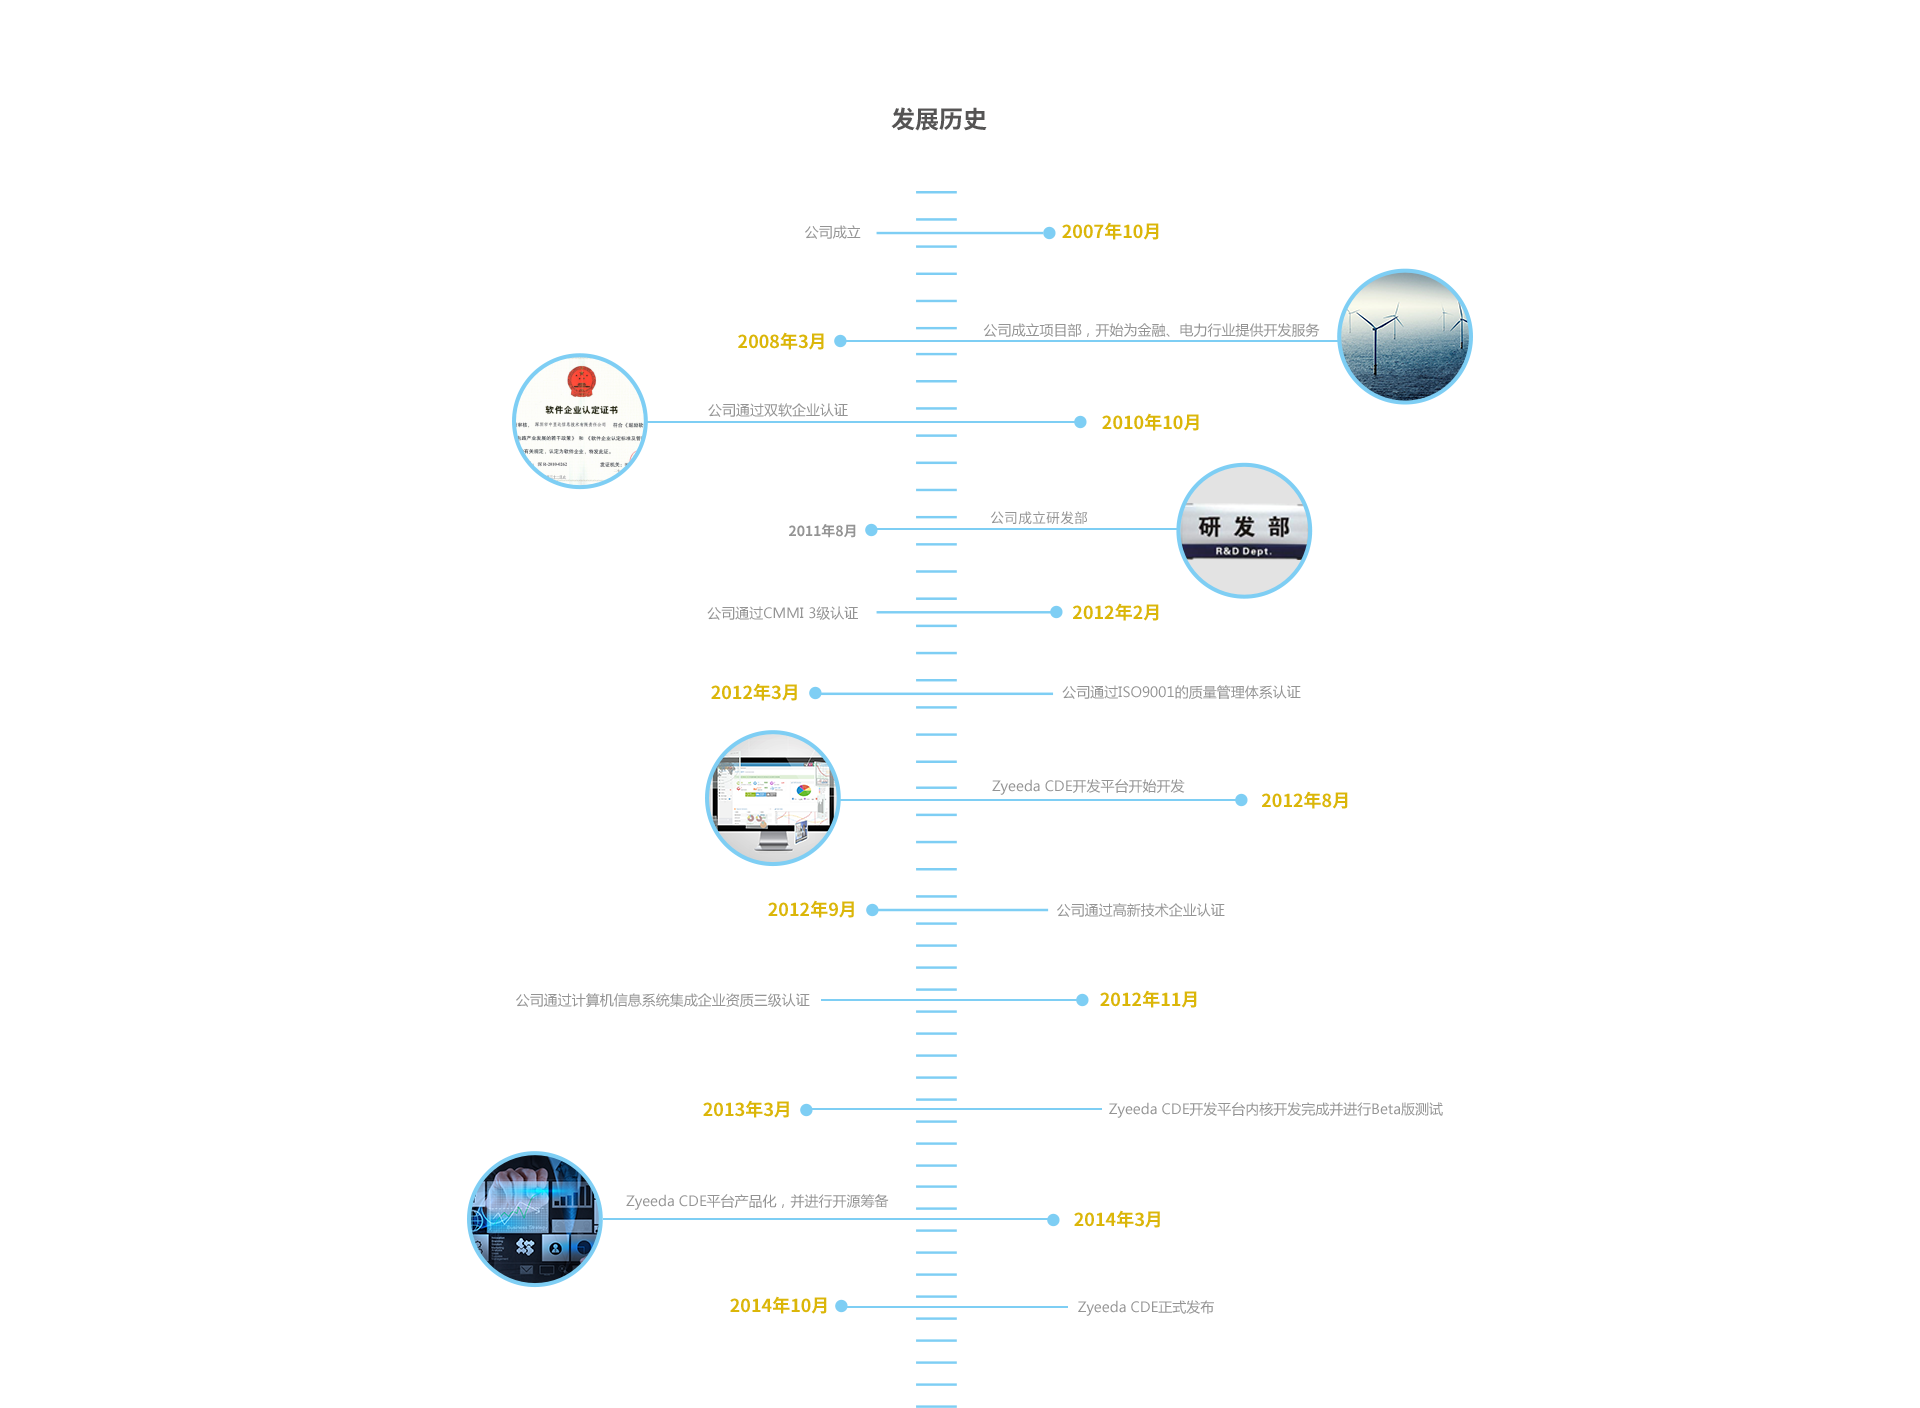 发展历史
公司成立
2007年10月
2008年3月
公司成立项目部，开始为金融、电力行业提供开发服务
软件企业认定证书
公司通过双软企业认证
2010年10月
2011年8月
公司成立研发部
研发部
R&D Dept.
公司通过CMMI 3级认证
2012年2月
2012年3月
公司通过ISO9001的质量管理体系认证
Zyeeda CDE开发平台开始开发
2012年8月
2012年9月
公司通过高新技术企业认证
公司通过计算机信息系统集成企业资质三级认证
2012年11月
2013年3月
Zyeeda CDE开发平台内核开发完成并进行Beta版测试
Zyeeda CDE平台产品化，并进行开源筹备
2014年3月
2014年10月
Zyeeda CDE正式发布